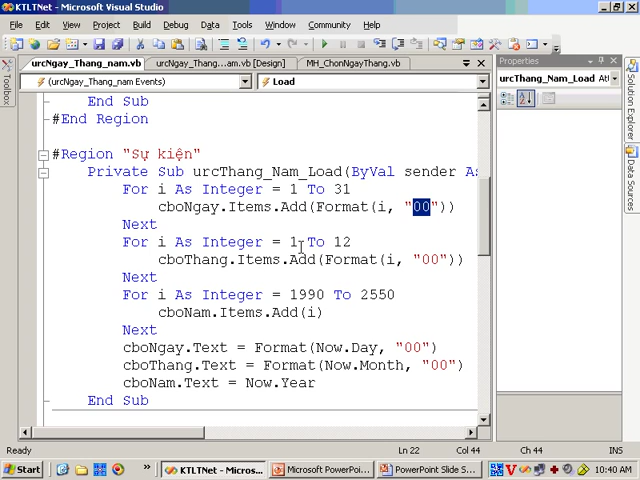 KTLTNet - Microsoft Visual Studio
File Edit View Project Build Debug Data Tools Window Community Help
urcNgay_Thang_nam.vb urcNgay_Thang...am.vb [Design] MH_ChonNgayThang.vb
Properties
(urcNgay_Thang_nam Events) Load
urcThang_Nam_Load
Toolbox
Solution Explorer
Data Sources
End Sub
#End Region
#Region "Sự kiện"
Private Sub urcThang_Nam_Load(ByVal sender As
For i As Integer = 1 To 31
cboNgay.Items.Add(Format(i, "00"))
Next
For i As Integer = 1 To 12
cboThang.Items.Add(Format(i, "00"))
Next
For i As Integer = 1990 To 2550
cboNam.Items.Add(i)
Next
cboNgay.Text = Format(Now.Day, "00")
cboThang.Text = Format(Now.Month, "00")
cboNam.Text = Now.Year
End Sub
Ready Ln 22 Col 44 Ch 44 INS
Start » KTLTNet - Micros... Microsoft PowerPoi... PowerPoint Slide S... 10:40 AM